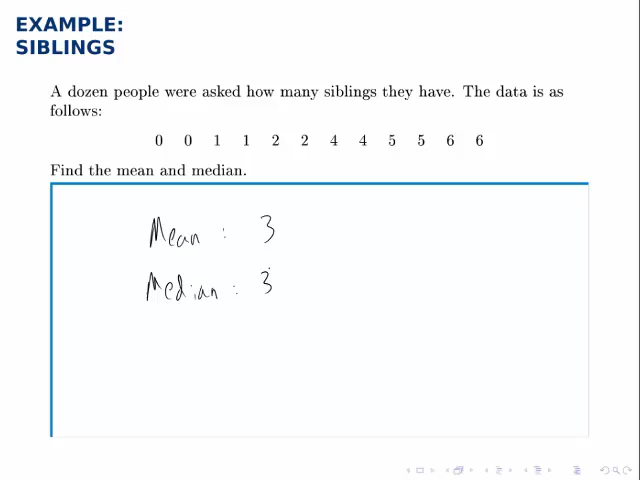 EXAMPLE:
SIBLINGS
A dozen people were asked how many siblings they have. The data is as
follows:
0 0 1 1 2 2 4 4 5 5 6 6
Find the mean and median.
Mean : 3
Median : 3